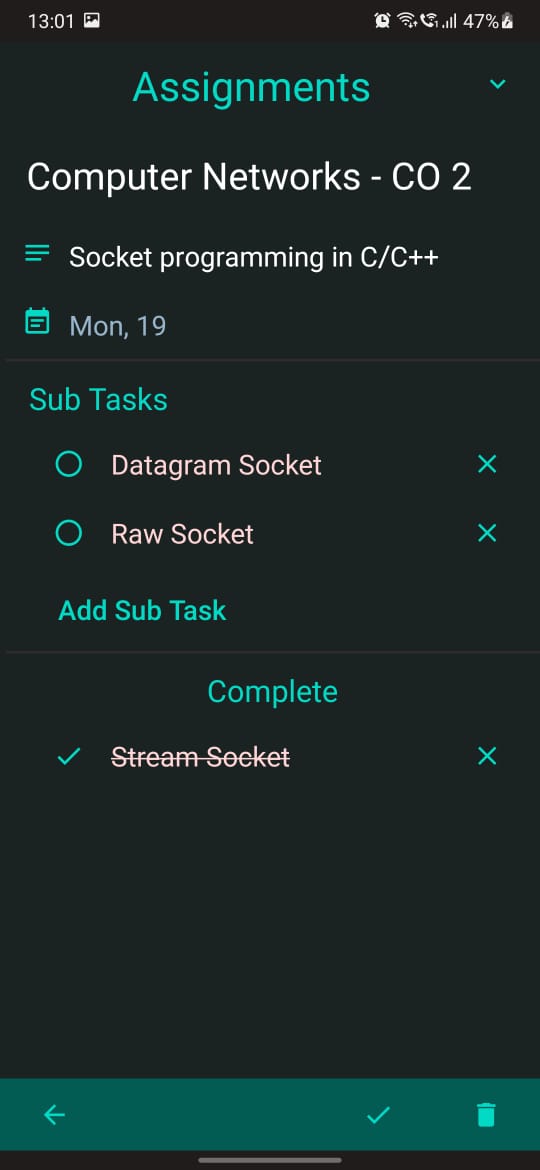 13:01 47%
Assignments
Computer Networks - CO 2
Socket programming in C/C++
Mon, 19
Sub Tasks
Datagram Socket
Raw Socket
Add Sub Task
Complete
Stream Socket